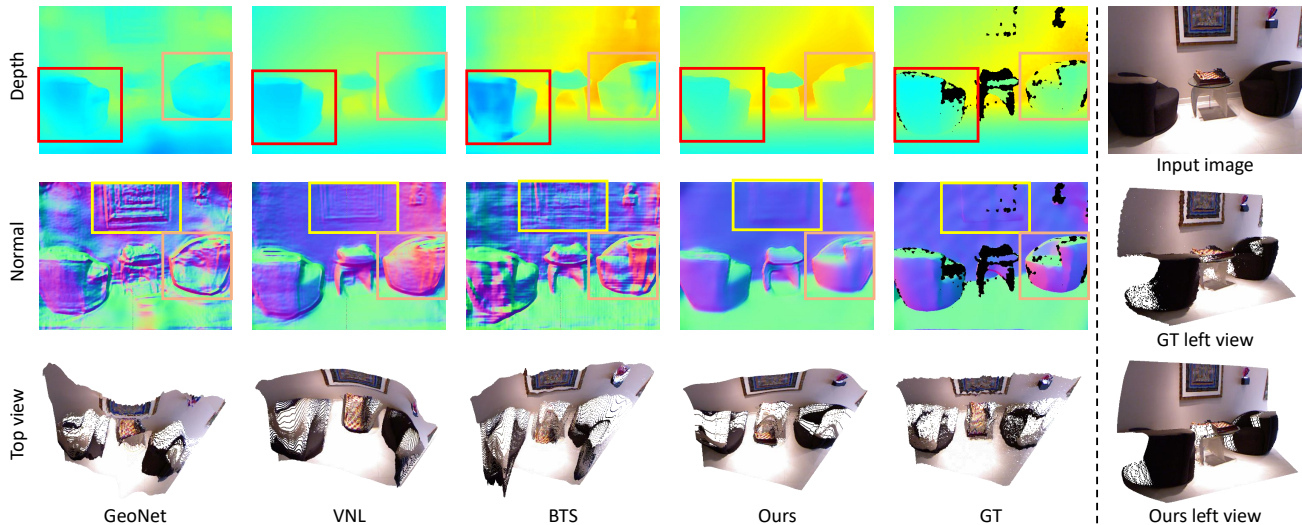 Depth
Input image
Normal
GT left view
Top view
GeoNet
VNL
BTS
Ours
GT
Ours left view